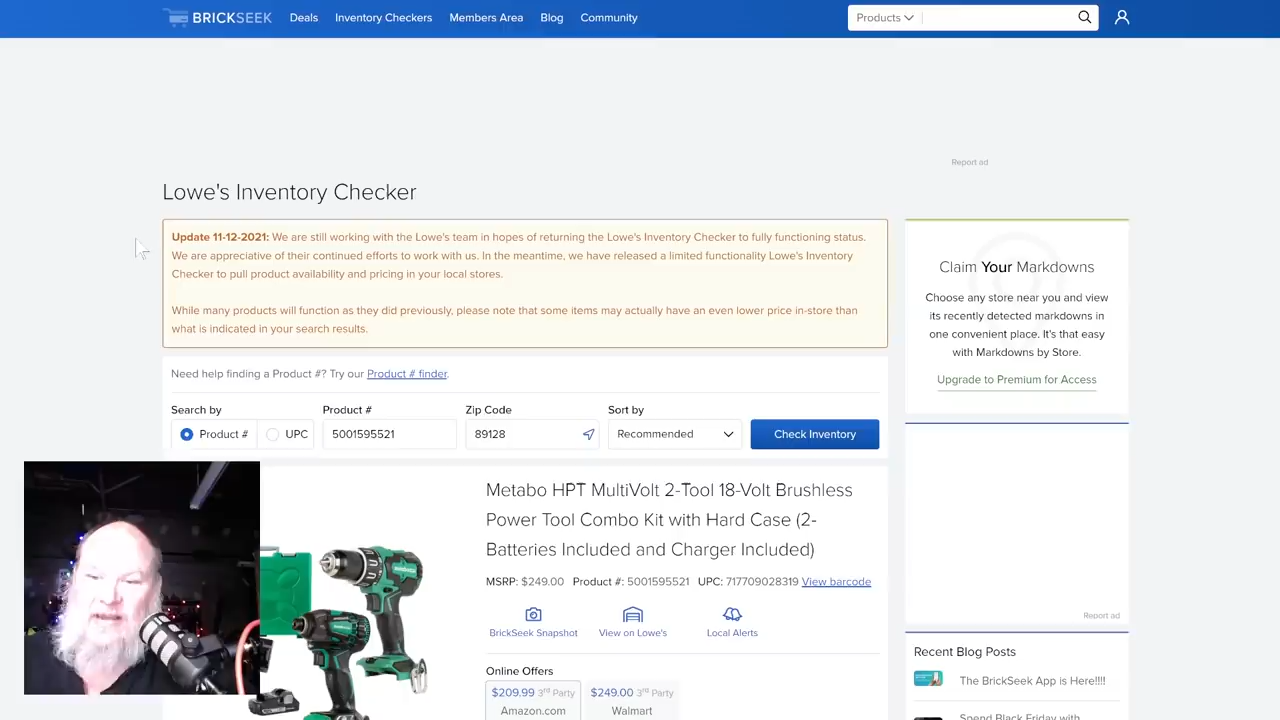 BRICKSEEK Deals Inventory Checkers Members Area Blog Community Products
Report ad
Lowe's Inventory Checker
Update 11-12-2021: We are still working with the Lowe's team in hopes of returning the Lowe's Inventory Checker to fully functioning status.
We are appreciative of their continued efforts to work with us. In the meantime, we have released a limited functionality Lowe's Inventory
Checker to pull product availability and pricing in your local stores.
While many products will function as they did previously, please note that some items may actually have an even lower price in-store than
what is indicated in your search results.
Need help finding a Product #? Try our Product # finder.
Search by Product # Zip Code Sort by
Product # UPC 5001595521 89128 Recommended Check Inventory
Metabo HPT MultiVolt 2-Tool 18-Volt Brushless
Power Tool Combo Kit with Hard Case (2-
Batteries Included and Charger Included)
MSRP: $249.00 Product #: 5001595521 UPC: 717709028319 View barcode
BrickSeek Snapshot View on Lowe's Local Alerts
Online Offers
$209.99 3rd Party $249.00 3rd Party
Amazon.com Walmart
Claim Your Markdowns
Choose any store near you and view
its recently detected markdowns in
one convenient place. It's that easy
with Markdowns by Store.
Upgrade to Premium for Access
Report ad
Recent Blog Posts
The BrickSeek App is Here!!!!
Spend Black Friday with